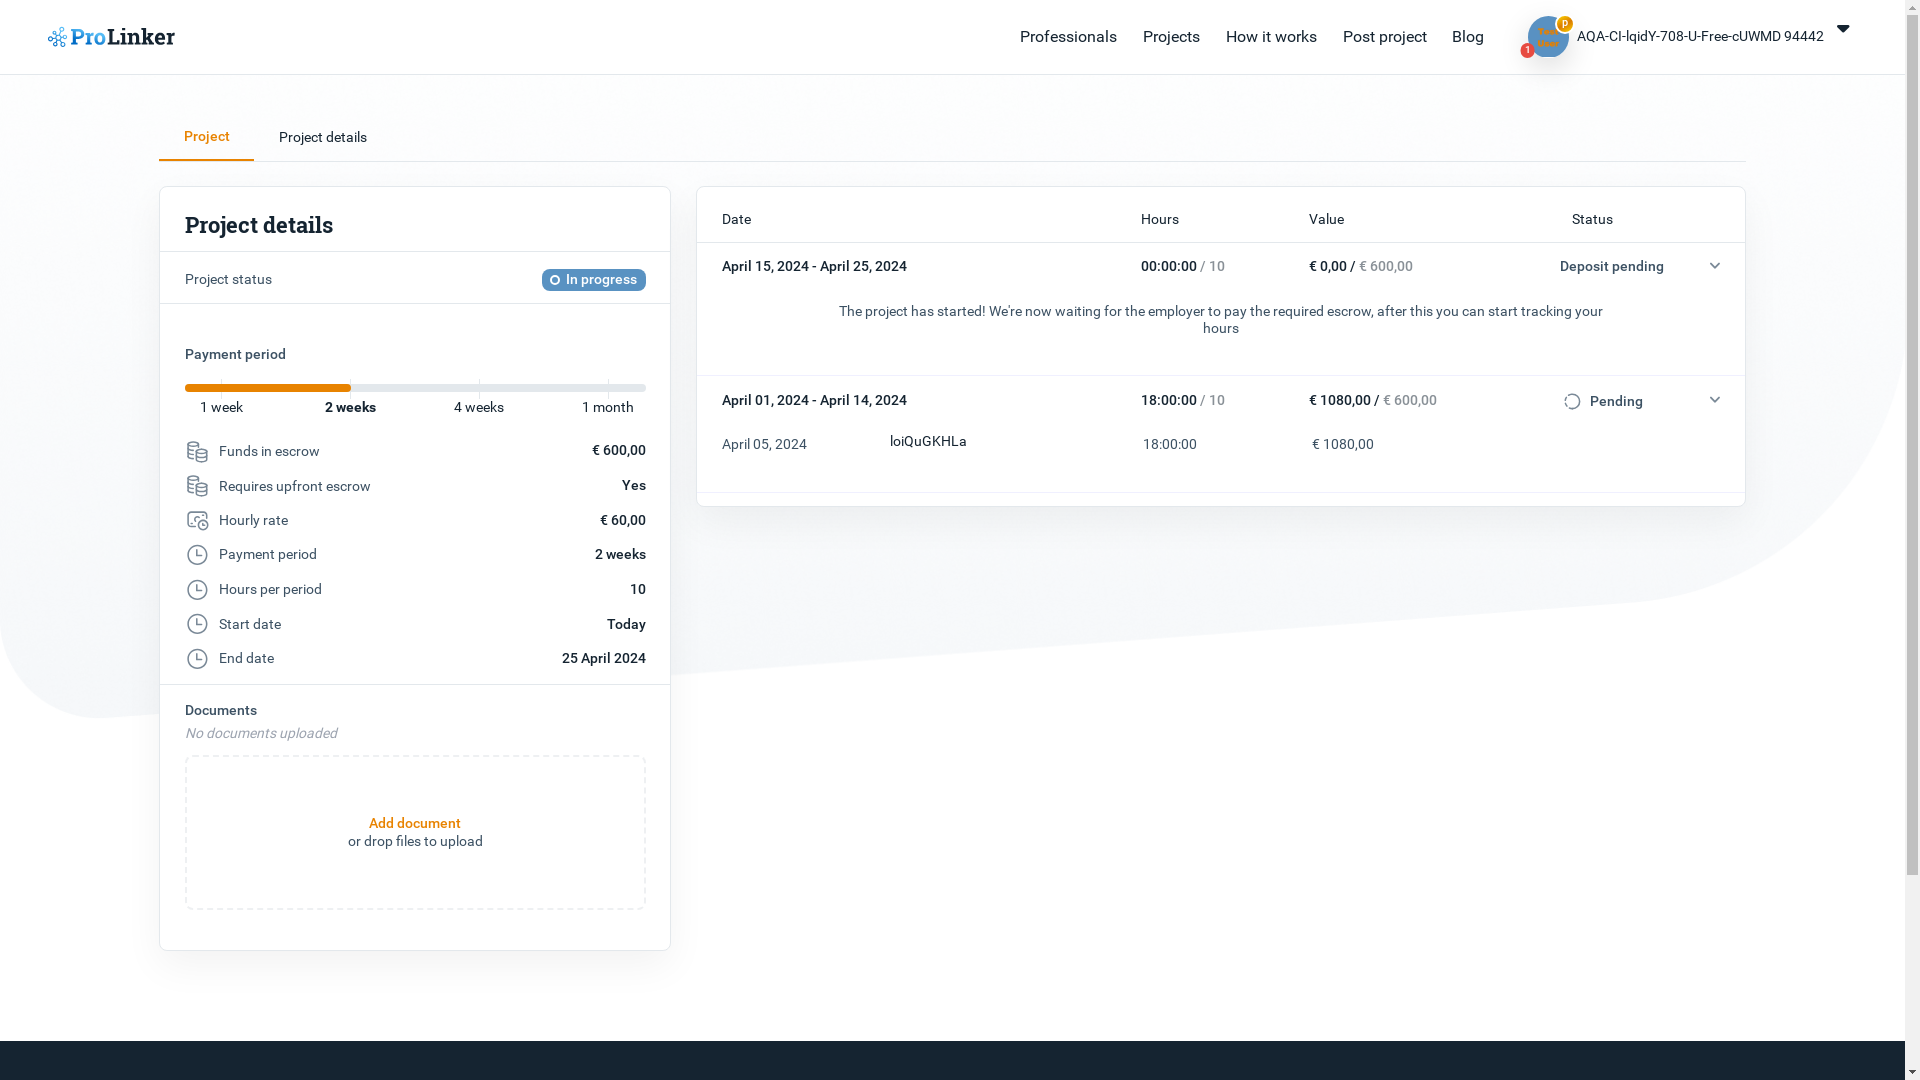 ProLinker
Professionals
Projects
How it works
Post project
Blog
p
1
AQA-CI-lqidY-708-U-Free-cUWMD 94442
Project
Project details
Project details
Project status
In progress
Payment period
1 week
2 weeks
4 weeks
1 month
Funds in escrow € 600,00
Requires upfront escrow Yes
Hourly rate € 60,00
Payment period 2 weeks
Hours per period 10
Start date Today
End date 25 April 2024
Documents
No documents uploaded
Add document
or drop files to upload
Date Hours Value Status
April 15, 2024 - April 25, 2024 00:00:00 / 10 € 0,00 / € 600,00 Deposit pending
The project has started! We're now waiting for the employer to pay the required escrow, after this you can start tracking your
hours
April 01, 2024 - April 14, 2024 18:00:00 / 10 € 1080,00 / € 600,00 Pending
April 05, 2024 loiQuGKHLa 18:00:00 € 1080,00